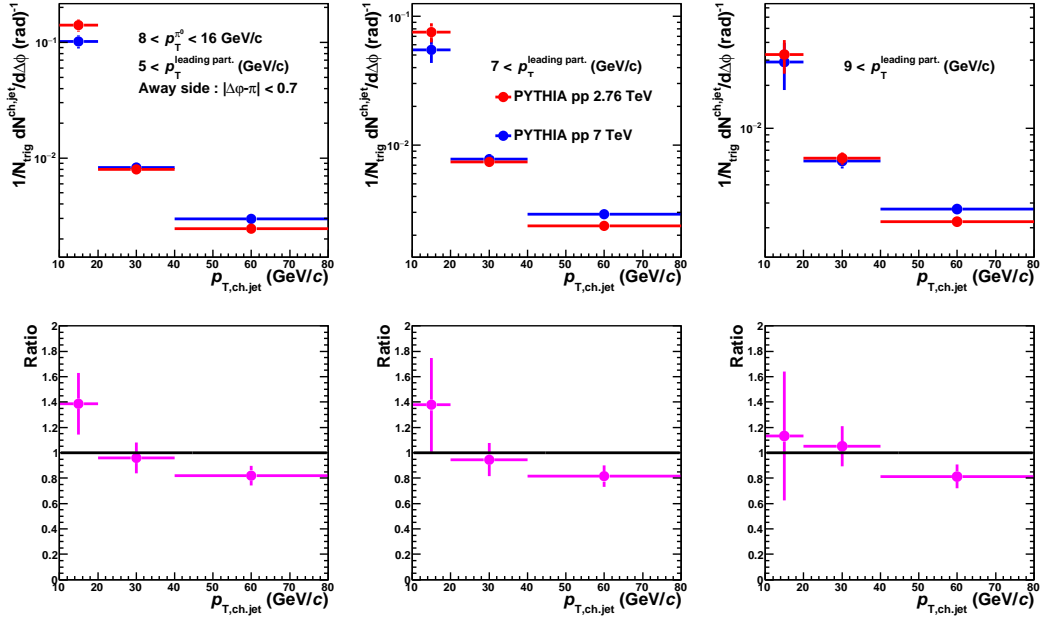 1/N_trig dN^ch,jet/dΔϕ (rad)^-1
10^-1
10^-2
8 < p_T^π⁰ < 16 GeV/c
5 < p_T^leading part. (GeV/c)
Away side : |Δφ-π| < 0.7
10 20 30 40 50 60 70 80
p_T,ch.jet (GeV/c)
1/N_trig dN^ch,jet/dΔϕ (rad)^-1
10^-1
10^-2
7 < p_T^leading part. (GeV/c)
PYTHIA pp 2.76 TeV
PYTHIA pp 7 TeV
10 20 30 40 50 60 70 80
p_T,ch.jet (GeV/c)
1/N_trig dN^ch,jet/dΔϕ (rad)^-1
10^-2
9 < p_T^leading part. (GeV/c)
10 20 30 40 50 60 70 80
p_T,ch.jet (GeV/c)
Ratio
2
1.8
1.6
1.4
1.2
1
0.8
0.6
0.4
0.2
0
10 20 30 40 50 60 70 80
p_T,ch.jet (GeV/c)
Ratio
2
1.8
1.6
1.4
1.2
1
0.8
0.6
0.4
0.2
0
10 20 30 40 50 60 70 80
p_T,ch.jet (GeV/c)
Ratio
2
1.8
1.6
1.4
1.2
1
0.8
0.6
0.4
0.2
0
10 20 30 40 50 60 70 80
p_T,ch.jet (GeV/c)